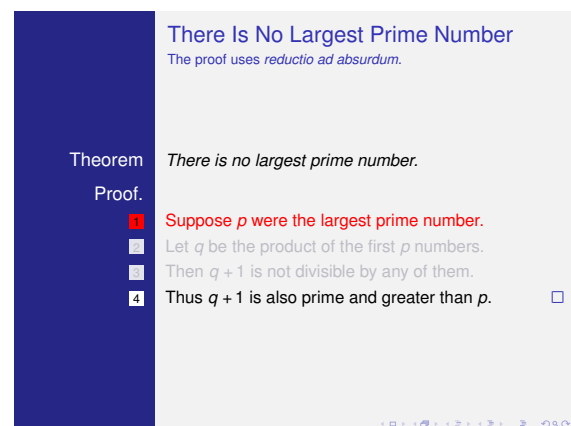 There Is No Largest Prime Number
The proof uses reductio ad absurdum.
Theorem There is no largest prime number.
Proof.
1 Suppose p were the largest prime number.
2 Let q be the product of the first p numbers.
3 Then q + 1 is not divisible by any of them.
4 Thus q + 1 is also prime and greater than p. □